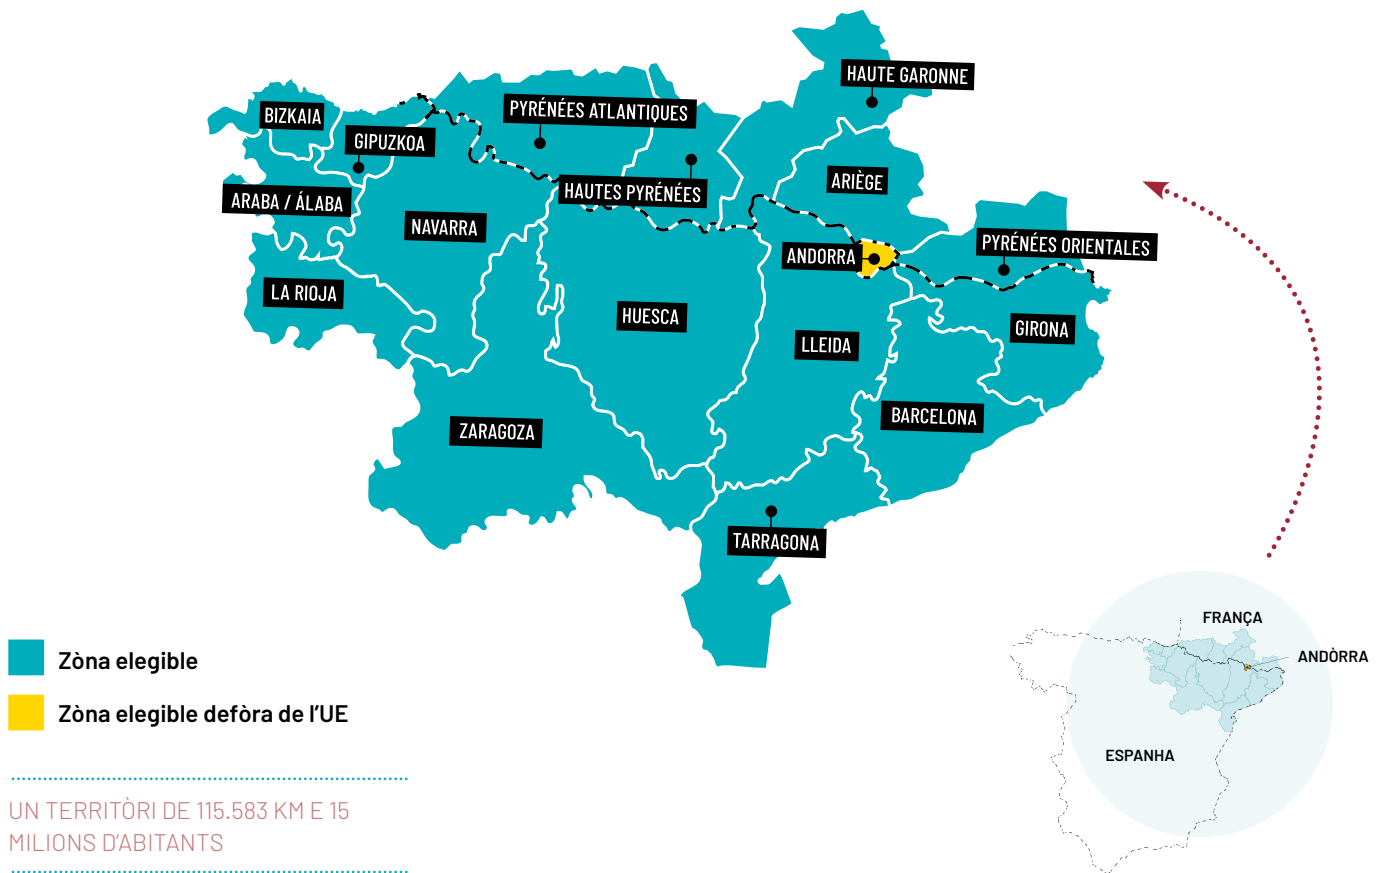 HAUTE GARONNE
PYRÉNÉES ATLANTIQUES
BIZKAIA
GIPUZKOA
ARIÈGE
HAUTES PYRÉNÉES
ARABA / ÁLABA
NAVARRA
PYRÉNÉES ORIENTALES
ANDORRA
LA RIOJA
HUESCA
GIRONA
LLEIDA
BARCELONA
ZARAGOZA
TARRAGONA
FRANÇA
ANDÒRRA
ESPANHA
Zòna elegible
Zòna elegible defòra de l’UE
UN TERRITÒRI DE 115.583 KM E 15
MILIONS D’ABITANTS